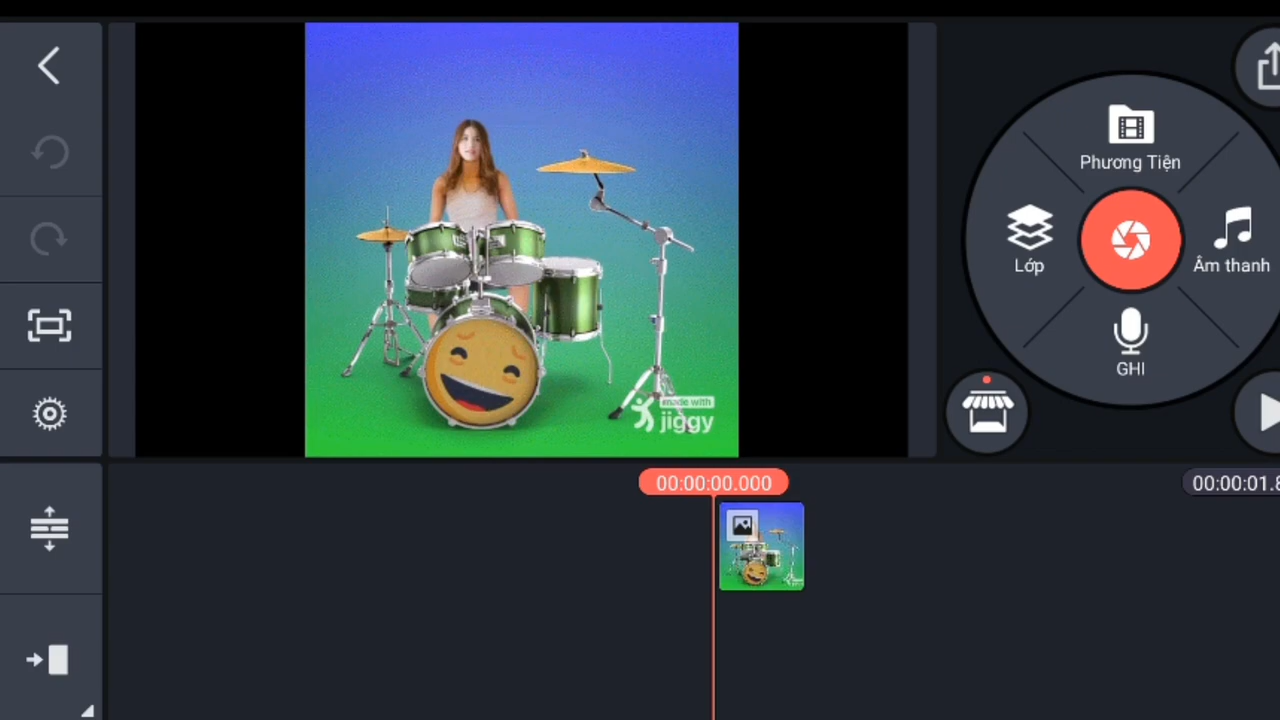 Phương Tiện
Lớp
Âm thanh
GHI
made with
jiggy
00:00:00.000
00:00:01.8